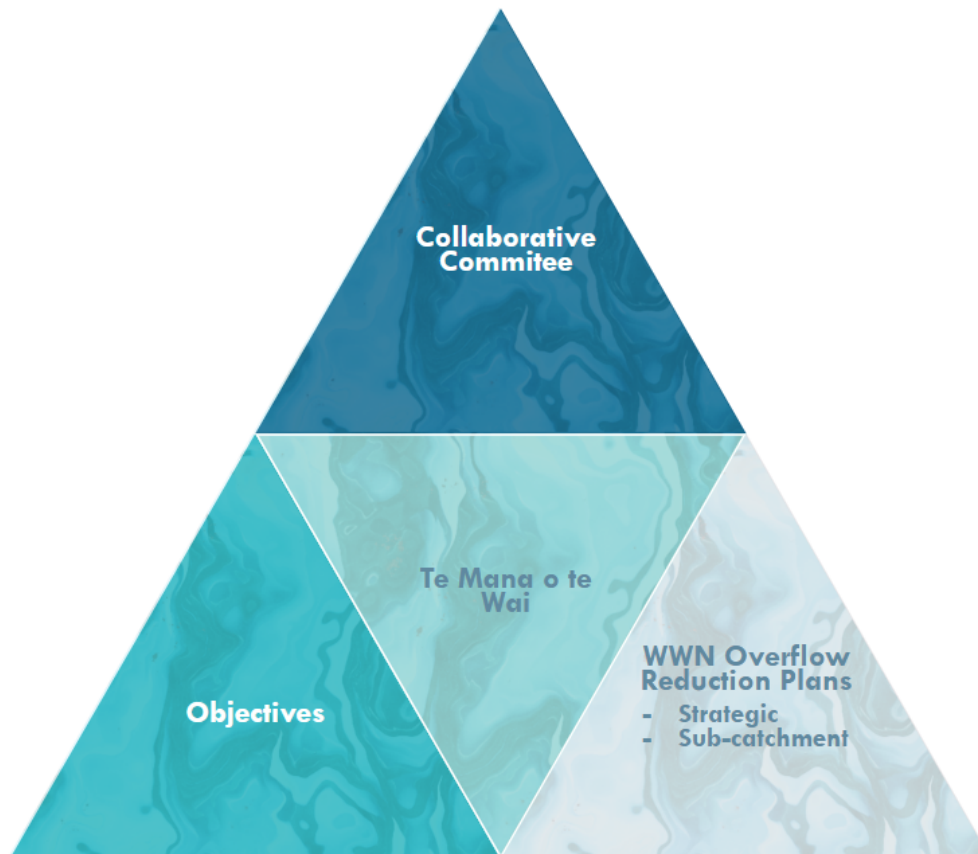 Collaborative
Commitee
Te Mana o te
Wai
Objectives
WWN Overflow
Reduction Plans
- Strategic
- Sub-catchment